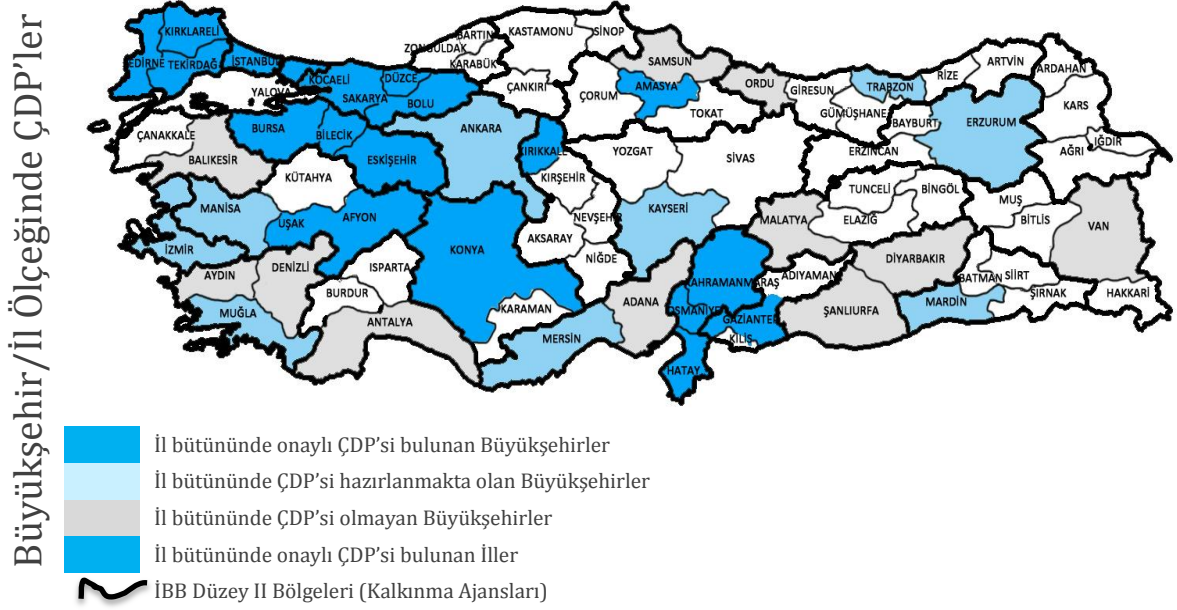 Büyükşehir/İl Ölçeğinde ÇDP'ler
KIRKLARELİ
EDİRNE
TEKİRDAĞ
İSTANBUL
KOCAELİ
YALOVA
SAKARYA
DÜZCE
BOLU
ZONGULDAK
BARTIN
KARABÜK
KASTAMONU
SİNOP
ÇANKIRI
ÇORUM
SAMSUN
AMASYA
TOKAT
ORDU
GİRESUN
TRABZON
GÜMÜŞHANE
RİZE
BAYBURT
ARTVİN
ARDAHAN
KARS
IĞDIR
AĞRI
ERZURUM
ERZİNCAN
ÇANAKKALE
BALIKESİR
BURSA
BİLECİK
ESKİŞEHİR
KÜTAHYA
ANKARA
KIRIKKALE
KIRŞEHİR
YOZGAT
SİVAS
TUNCELİ
BİNGÖL
ELAZIĞ
MUŞ
BİTLİS
VAN
MANİSA
İZMİR
UŞAK
AFYON
KONYA
AKSARAY
NEVŞEHİR
NİĞDE
KAYSERİ
MALATYA
DİYARBAKIR
BATMAN
SİİRT
ŞIRNAK
HAKKARİ
MARDİN
AYDIN
DENİZLİ
MUĞLA
BURDUR
ISPARTA
ANTALYA
KARAMAN
MERSİN
ADANA
KAHRAMANMARAŞ
OSMANİYE
GAZİANTEP
KİLİS
HATAY
ADIYAMAN
ŞANLIURFA
İl bütününde onaylı ÇDP'si bulunan Büyükşehirler
İl bütününde ÇDP'si hazırlanmakta olan Büyükşehirler
İl bütününde ÇDP'si olmayan Büyükşehirler
İl bütününde onaylı ÇDP'si bulunan İller
İBB Düzey II Bölgeleri (Kalkınma Ajansları)